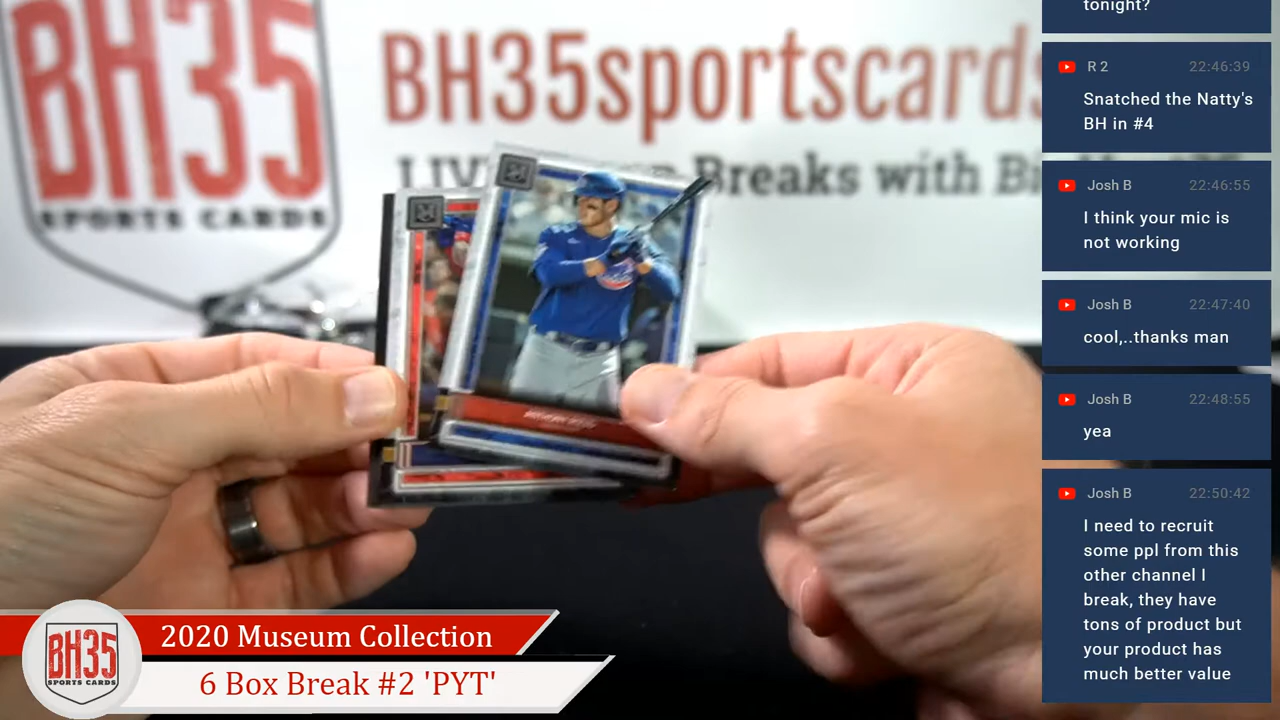 BH35
SPORTS CARDS
BH35sportscards
Breaks with
tonight?
R 2 22:46:39
Snatched the Natty's
BH in #4
Josh B 22:46:55
I think your mic is
not working
Josh B 22:47:40
cool,..thanks man
Josh B 22:48:55
yea
Josh B 22:50:42
I need to recruit
some ppl from this
other channel I
break, they have
tons of product but
your product has
much better value
BH35
SPORTS CARDS
2020 Museum Collection
6 Box Break #2 'PYT'